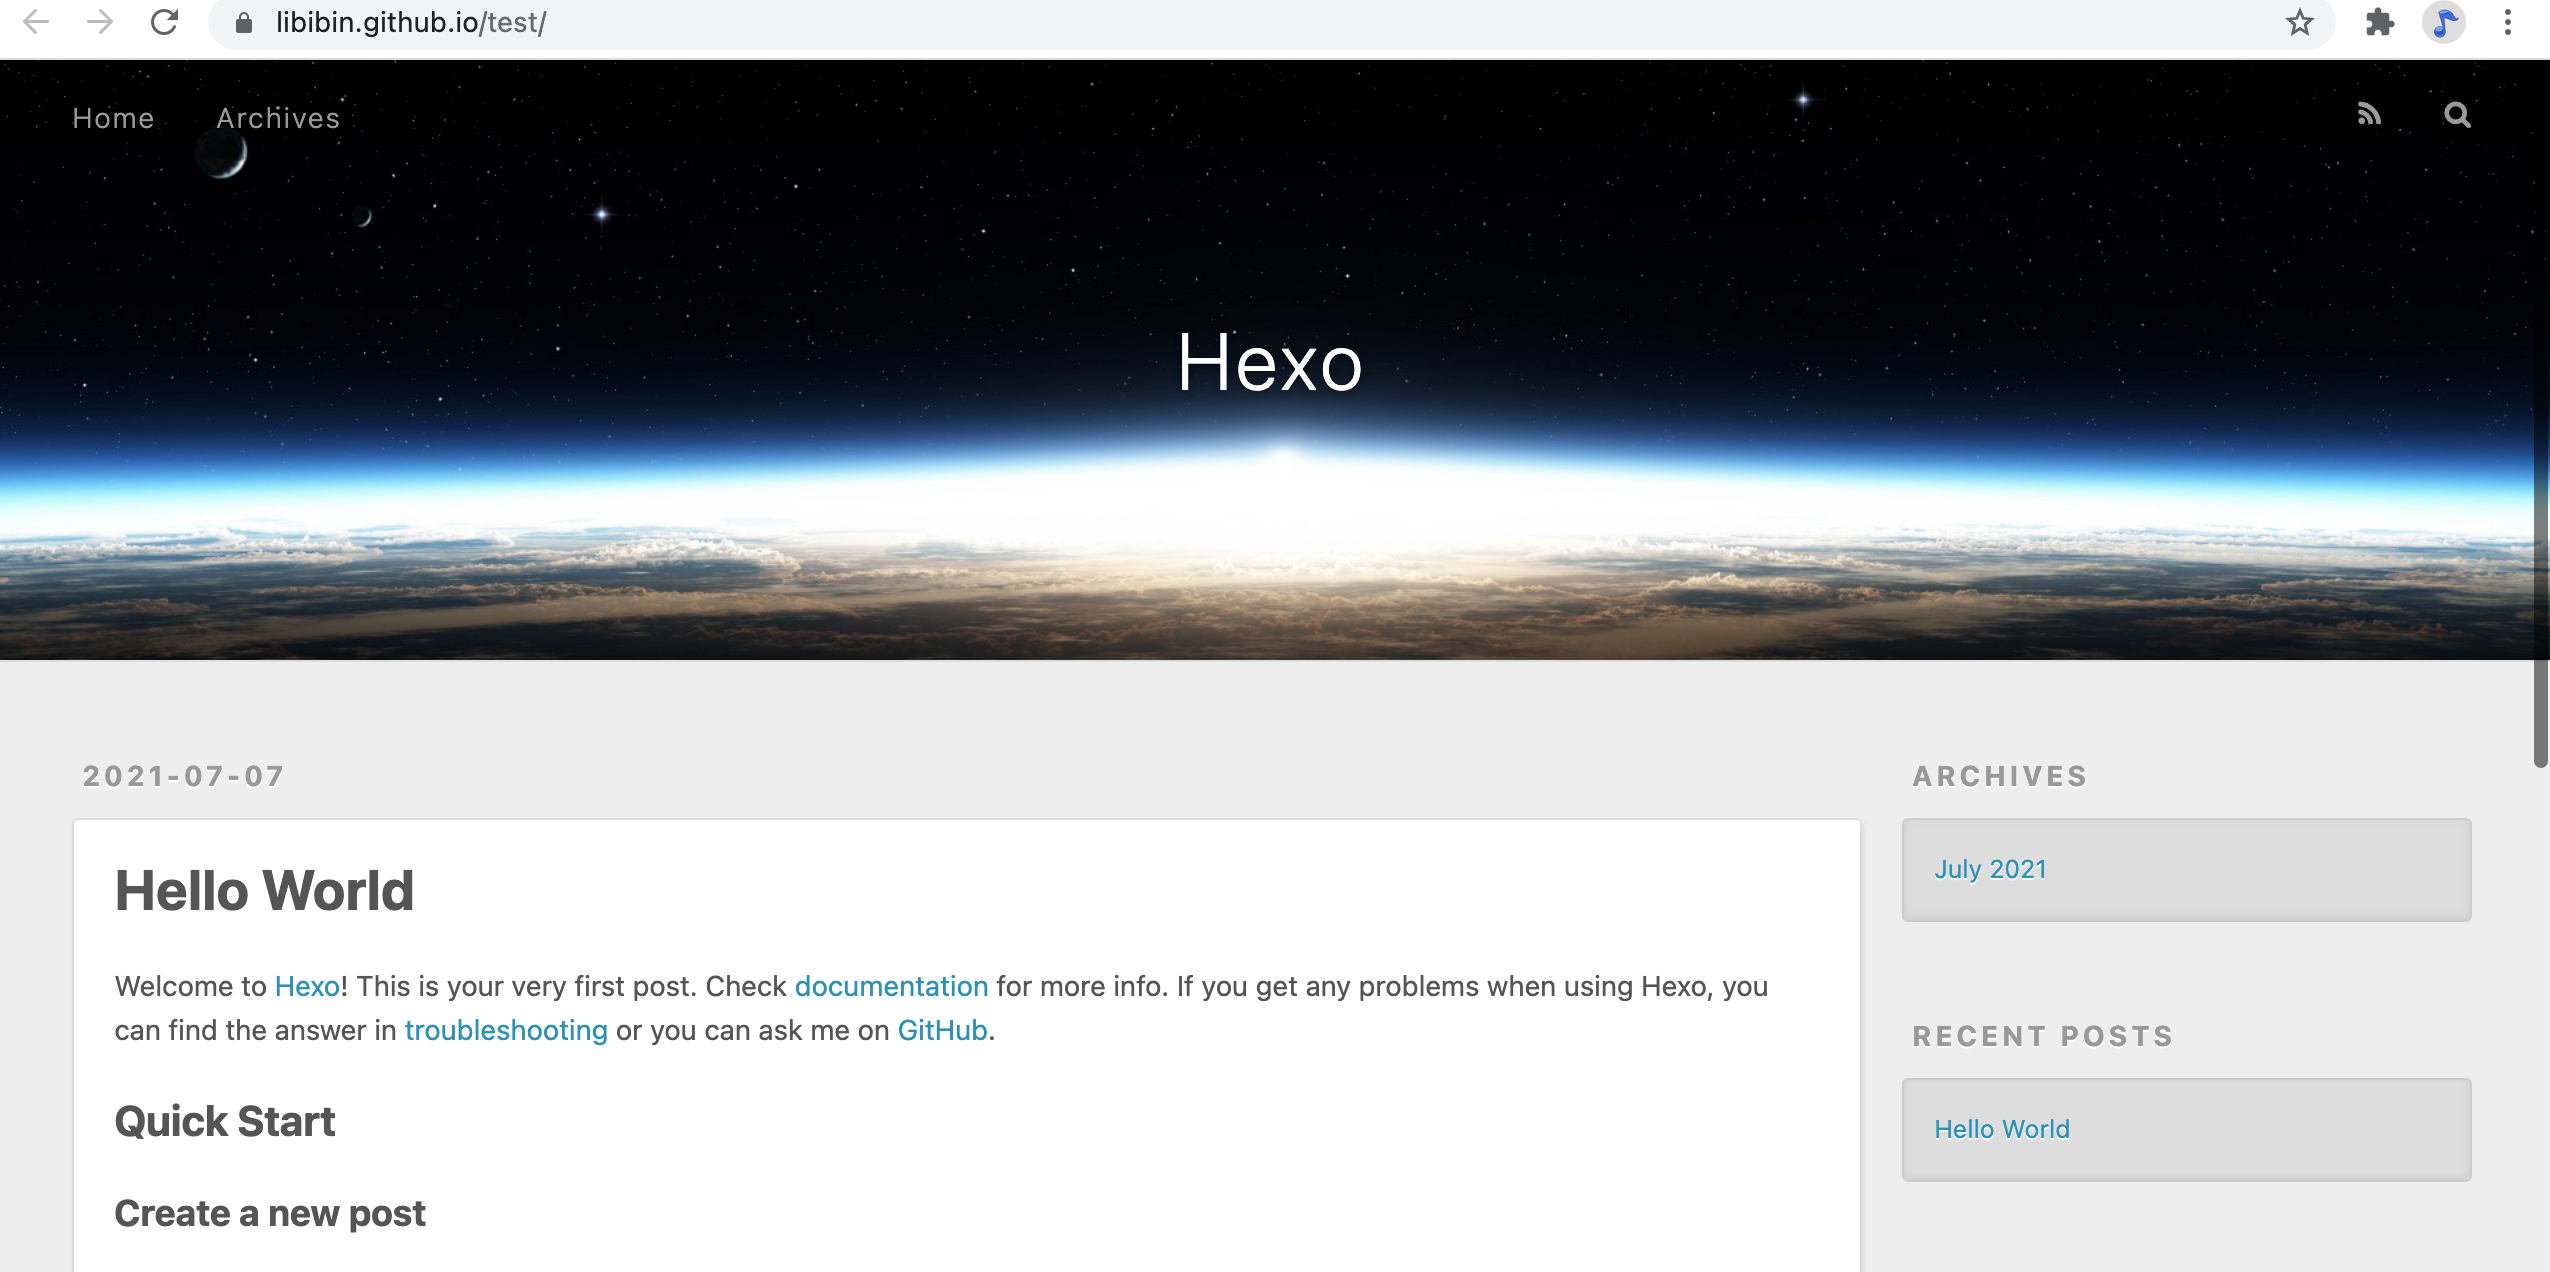 libibin.github.io/test/
Home Archives
Hexo
2021-07-07
Hello World
Welcome to Hexo! This is your very first post. Check documentation for more info. If you get any problems when using Hexo, you
can find the answer in troubleshooting or you can ask me on GitHub.
Quick Start
Create a new post
ARCHIVES
July 2021
RECENT POSTS
Hello World